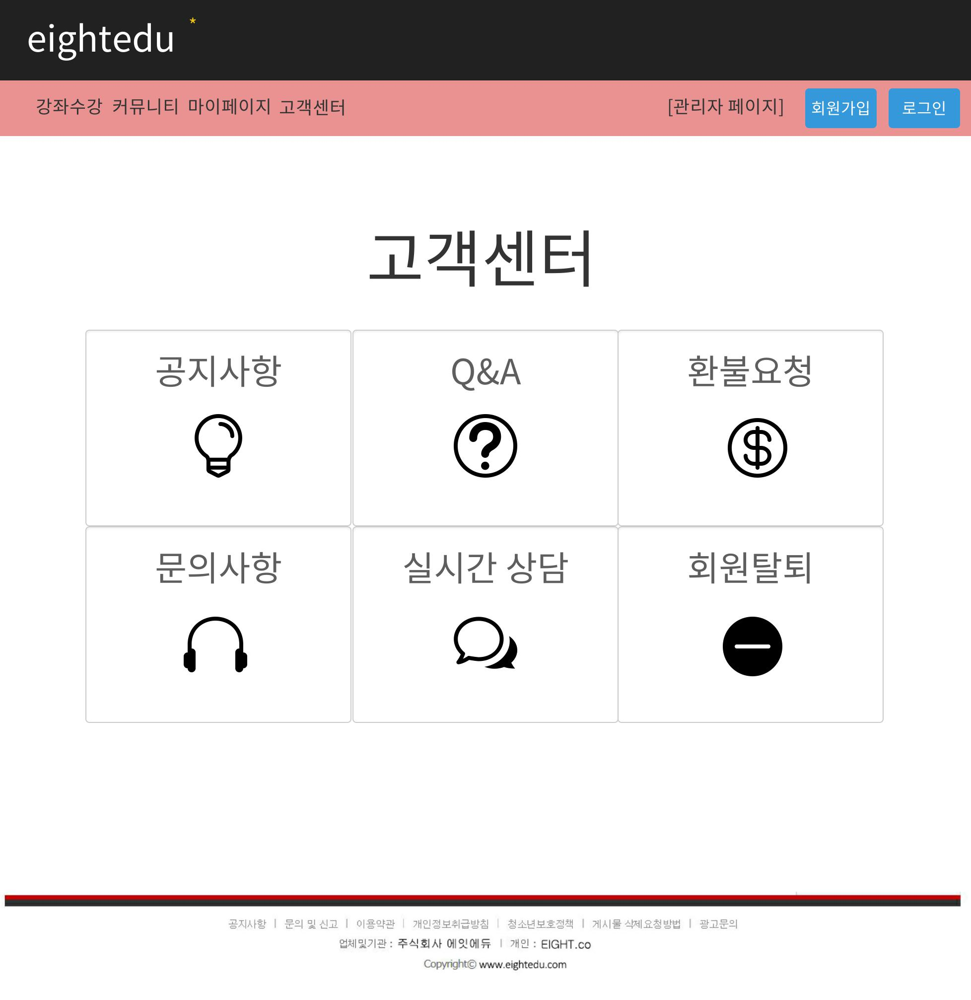 eightedu *
강좌수강 커뮤니티 마이페이지 고객센터 [관리자 페이지] 회원가입 로그인
고객센터
공지사항 Q&A 환불요청
문의사항 실시간 상담 회원탈퇴
공지사항 | 문의 및 신고 | 이용약관 | 개인정보취급방침 | 청소년보호정책 | 게시물 삭제요청방법 | 광고문의
업체및기관 : 주식회사 에잇에듀 | 개인 : EIGHT.co
Copyright© www.eightedu.com